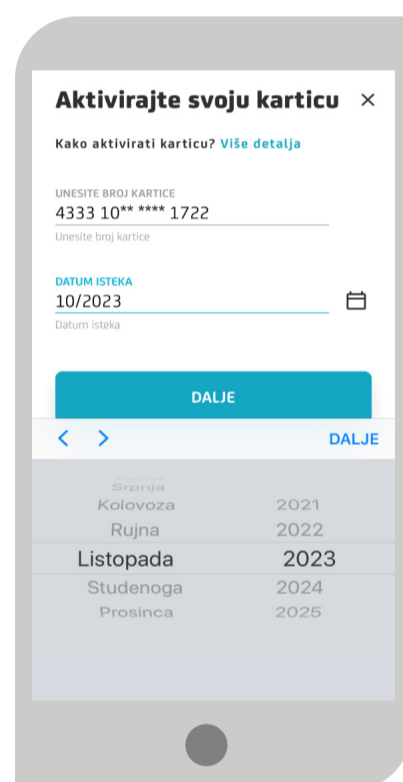 Aktivirajte svoju karticu ×
Kako aktivirati karticu? Više detalja
UNESITE BROJ KARTICE
4333 10** **** 1722
Unesite broj kartice
DATUM ISTEKA
10/2023
Datum isteka
DALJE
< > DALJE
Srpnja
Kolovoza 2021
Rujna 2022
Listopada 2023
Studenoga 2024
Prosinca 2025